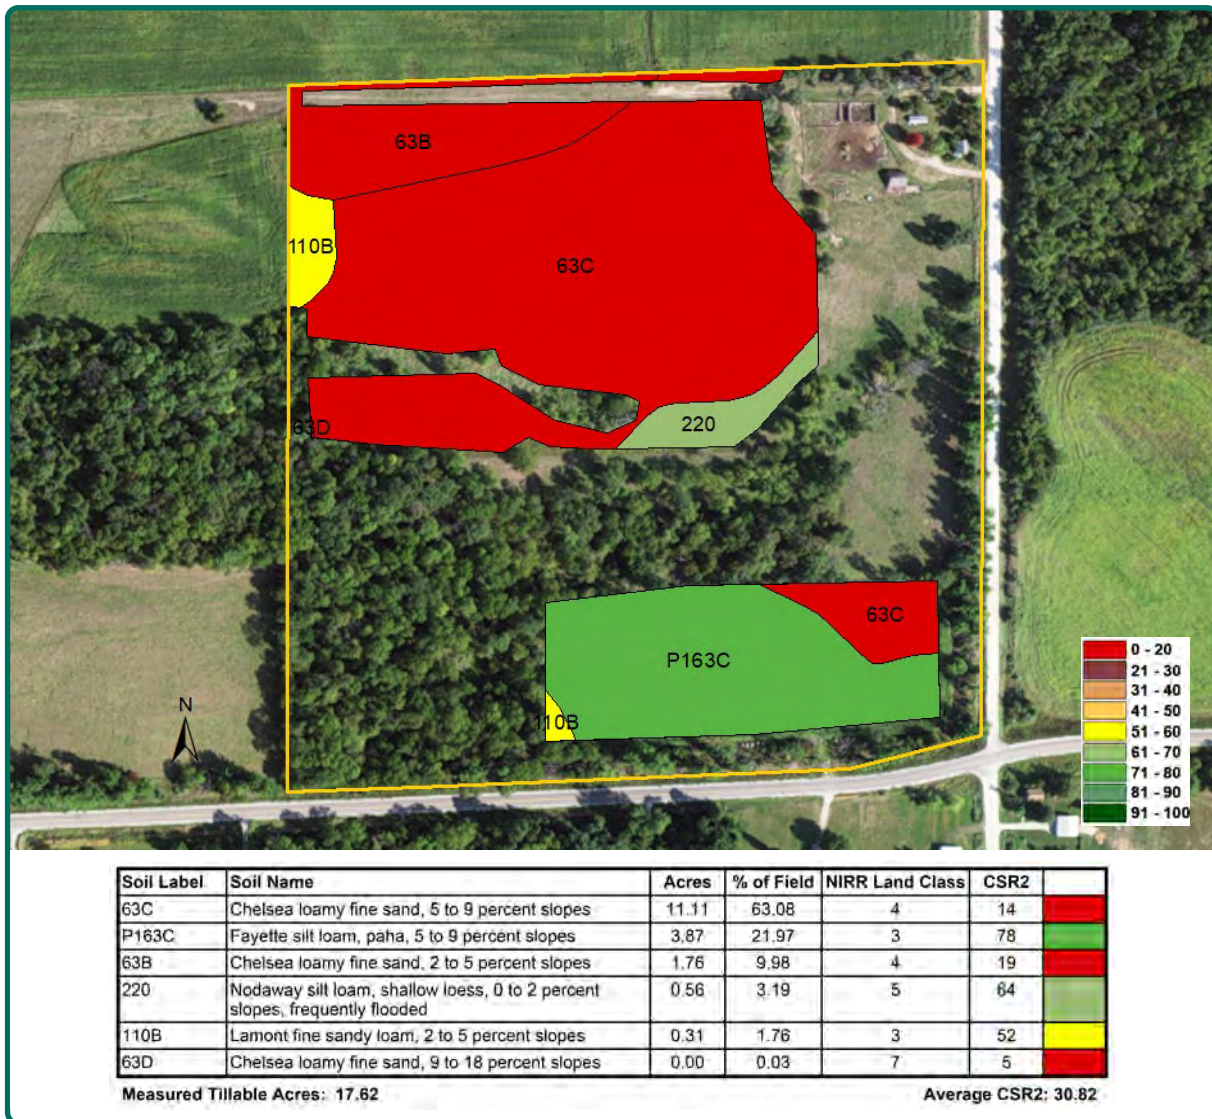 63B
110B
63C
63D
220
63C
P163C
110B
N
0 - 20
21 - 30
31 - 40
41 - 50
51 - 60
61 - 70
71 - 80
81 - 90
91 - 100
Soil Label Soil Name Acres % of Field NIRR Land Class CSR2
63C Chelsea loamy fine sand, 5 to 9 percent slopes 11.11 63.08 4 14
P163C Fayette silt loam, paha, 5 to 9 percent slopes 3.87 21.97 3 78
63B Chelsea loamy fine sand, 2 to 5 percent slopes 1.76 9.98 4 19
220 Nodaway silt loam, shallow loess, 0 to 2 percent 0.56 3.19 5 64
slopes, frequently flooded
110B Lamont fine sandy loam, 2 to 5 percent slopes 0.31 1.76 3 52
63D Chelsea loamy fine sand, 9 to 18 percent slopes 0.00 0.03 7 5
Measured Tillable Acres: 17.62 Average CSR2: 30.82